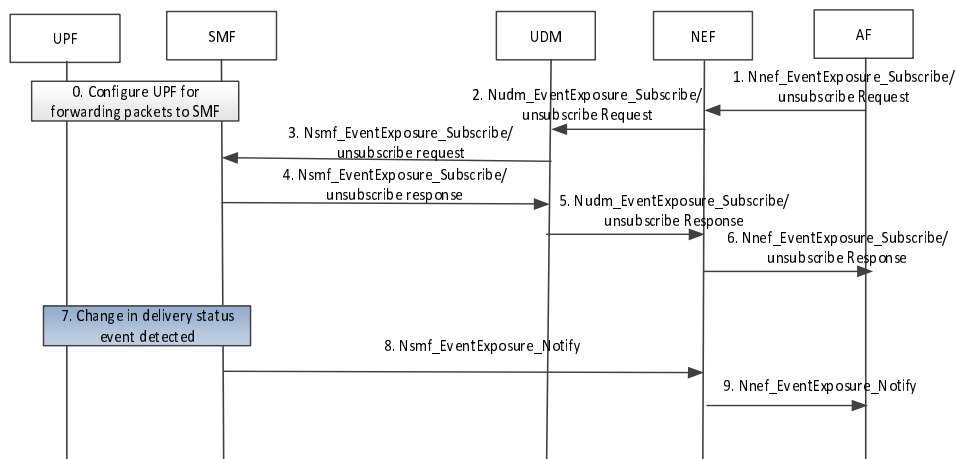 UPF
SMF
UDM
NEF
AF
0. Configure UPF for
forwarding packets to SMF
1. Nnef_EventExposure_Subscribe/
unsubscribe Request
2. Nudm_EventExposure_Subscribe/
unsubscribe Request
3. Nsmf_EventExposure_Subscribe/
unsubscribe request
4. Nsmf_EventExposure_Subscribe/
unsubscribe response
5. Nudm_EventExposure_Subscribe/
unsubscribe Response
6. Nnef_EventExposure_Subscribe/
unsubscribe Response
7. Change in delivery status
event detected
8. Nsmf_EventExposure_Notify
9. Nnef_EventExposure_Notify